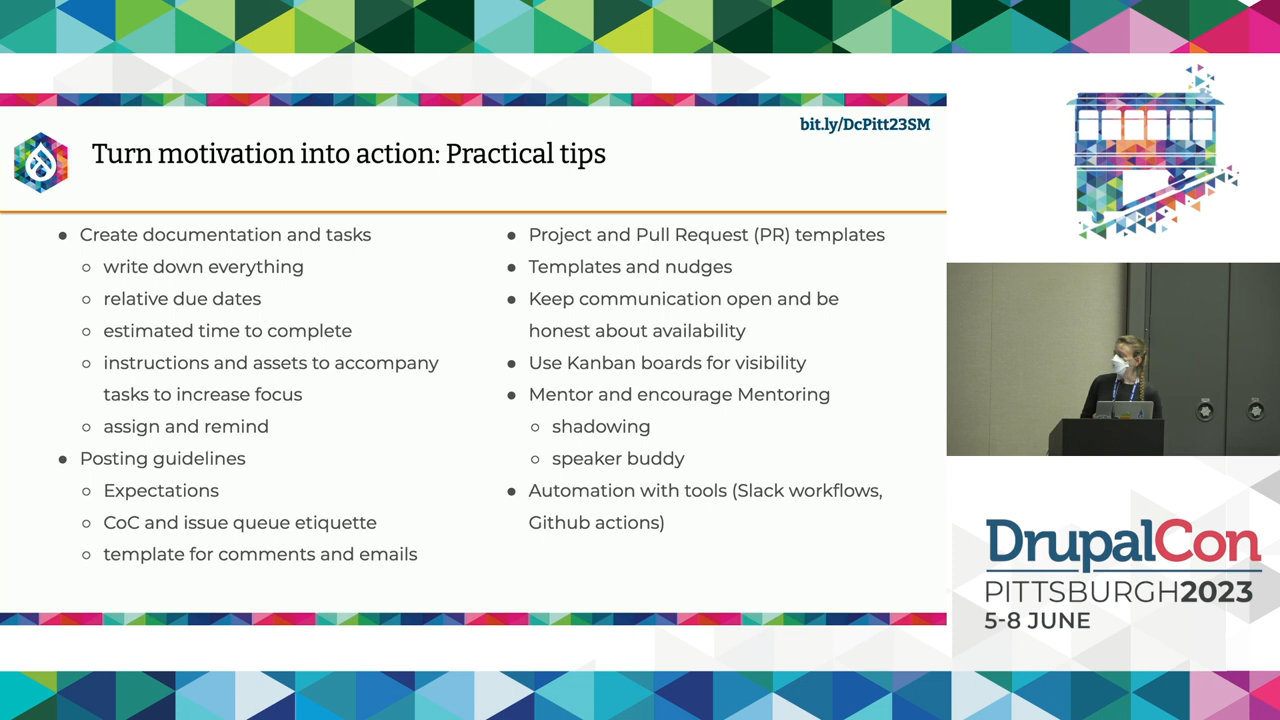 bit.ly/DcPitt23SM
Turn motivation into action: Practical tips
Create documentation and tasks
write down everything
relative due dates
estimated time to complete
instructions and assets to accompany
tasks to increase focus
assign and remind
Posting guidelines
Expectations
CoC and issue queue etiquette
template for comments and emails
Project and Pull Request (PR) templates
Templates and nudges
Keep communication open and be
honest about availability
Use Kanban boards for visibility
Mentor and encourage Mentoring
shadowing
speaker buddy
Automation with tools (Slack workflows,
Github actions)
DrupalCon
PITTSBURGH2023
5-8 JUNE